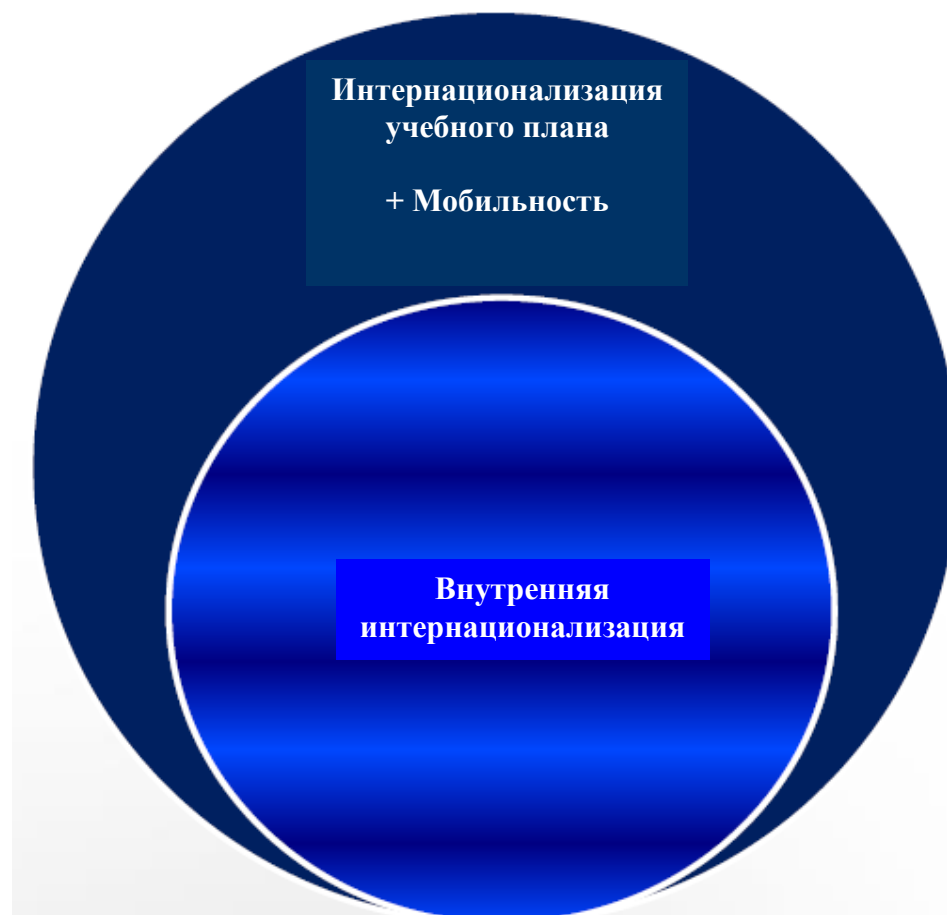 Интернационализация
учебного плана
+ Мобильность
Внутренняя
интернационализация